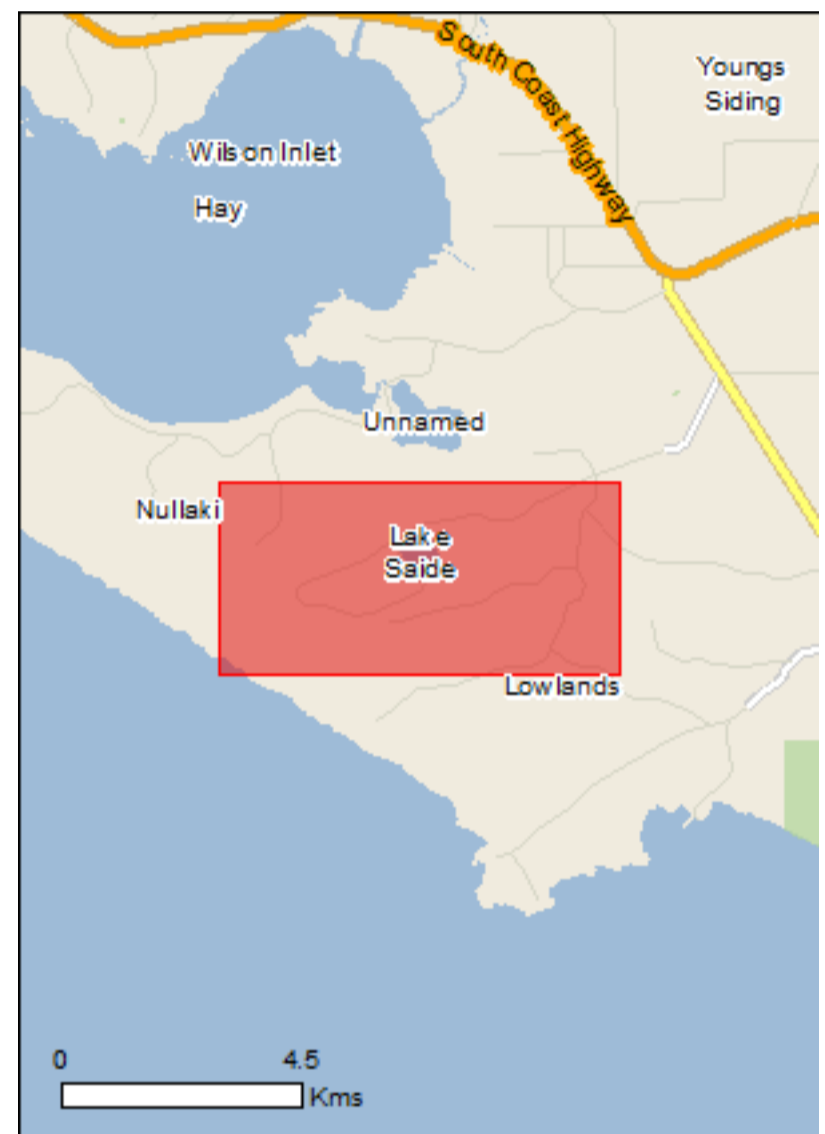 South Coast Highway
Youngs
Siding
Wilson Inlet
Hay
Unnamed
Nullaki
Lake
Saide
Lowlands
0 4.5
Kms